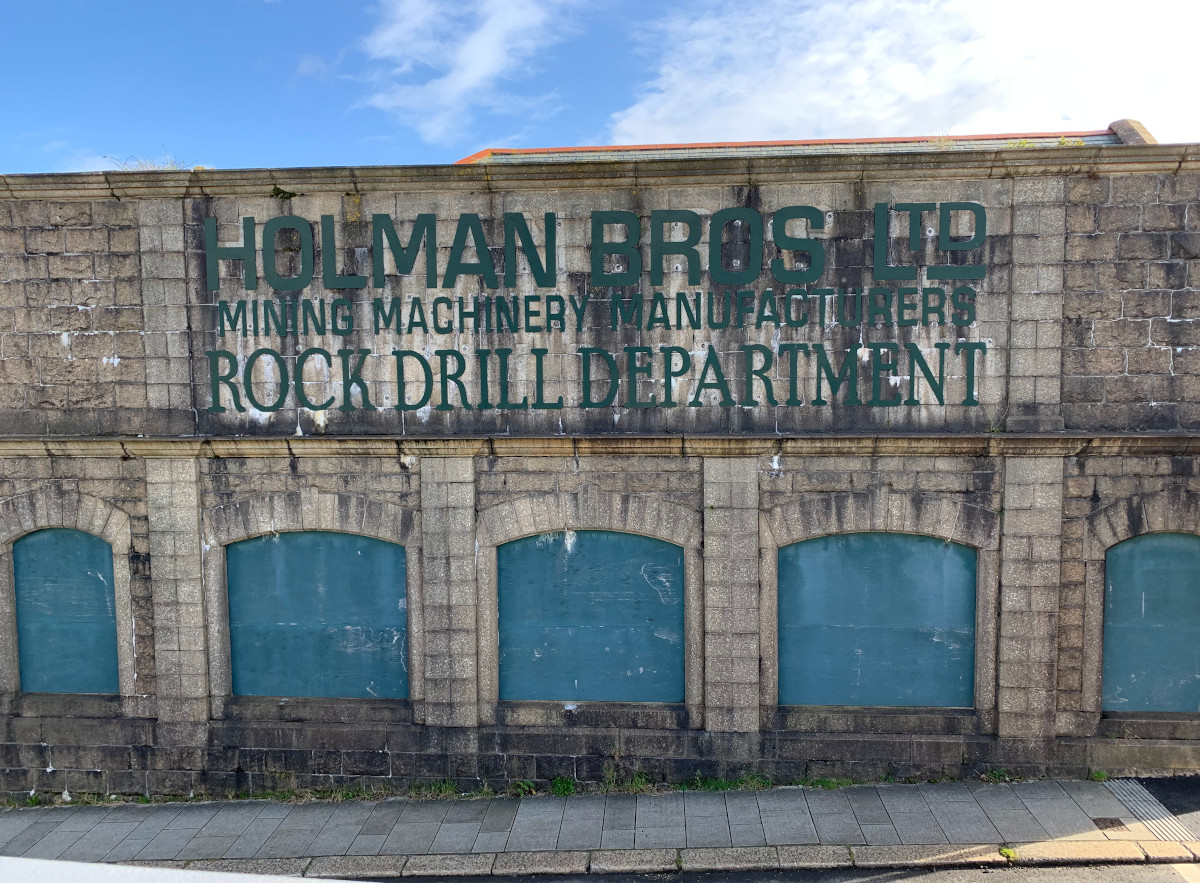 HOLMAN BROS LTD
MINING MACHINERY MANUFACTURERS
ROCK DRILL DEPARTMENT